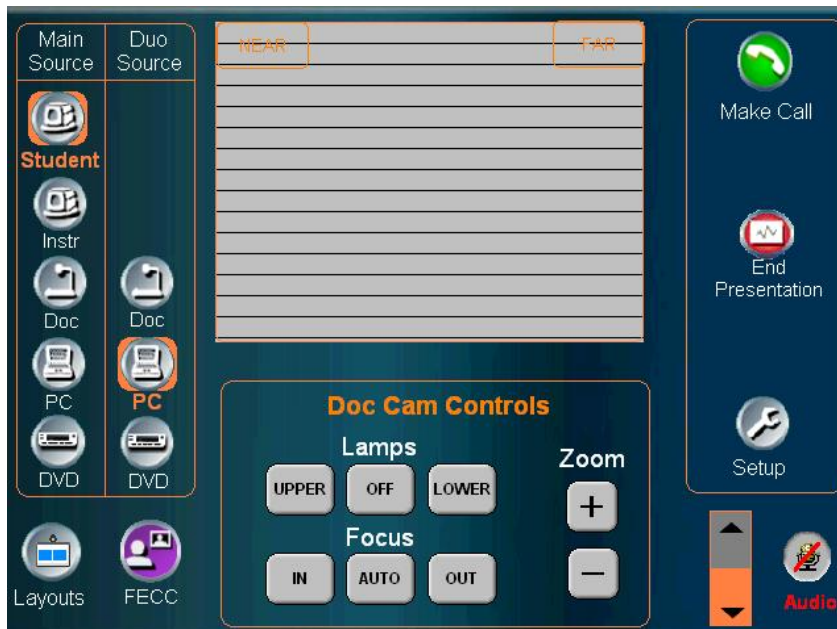 Main
Source
Duo
Source
Student
Instr
Doc
PC
DVD
Doc
PC
DVD
Layouts
FECC
NEAR
FAR
Doc Cam Controls
Lamps
UPPER
OFF
LOWER
Focus
IN
AUTO
OUT
Zoom
+
−
Make Call
End
Presentation
Setup
Audio